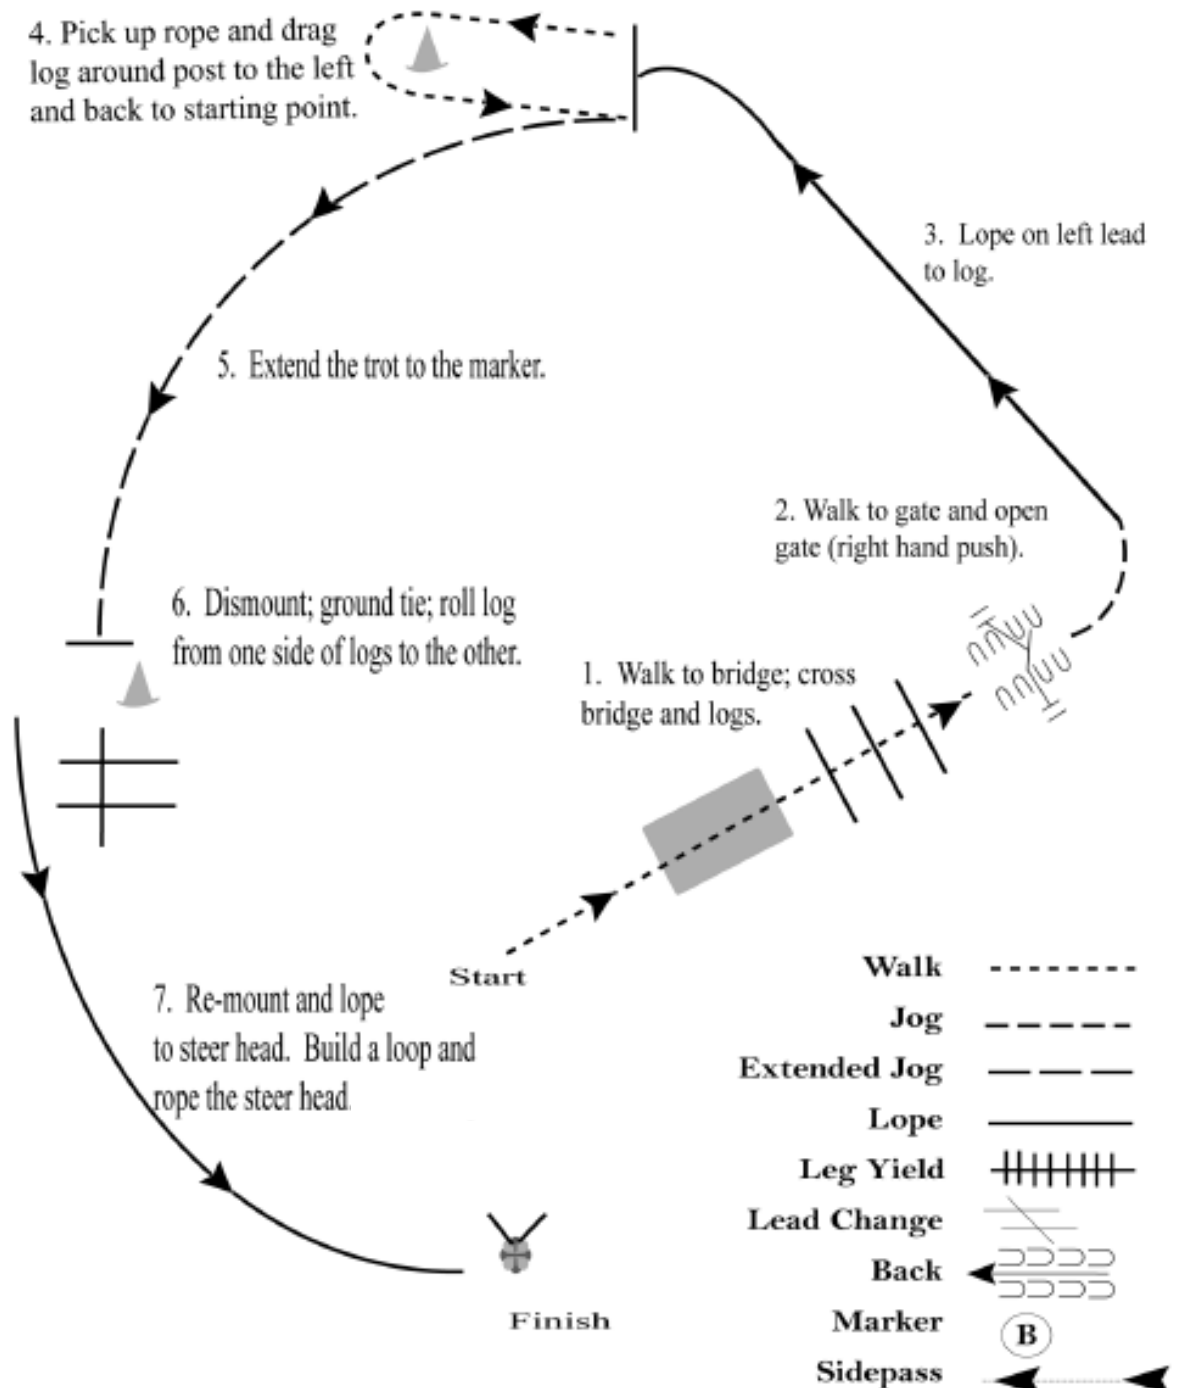 4. Pick up rope and drag
log around post to the left
and back to starting point.
3.  Lope on left lead
to log.
5.  Extend the trot to the marker.
2. Walk to gate and open
gate (right hand push).
6.  Dismount; ground tie; roll log
from one side of logs to the other.
1.  Walk to bridge; cross
bridge and logs.
Start
7.  Re-mount and lope
to steer head.  Build a loop and
rope the steer head.
Finish
Walk
Jog
Extended Jog
Lope
Leg Yield
Lead Change
Back
Marker B
Sidepass